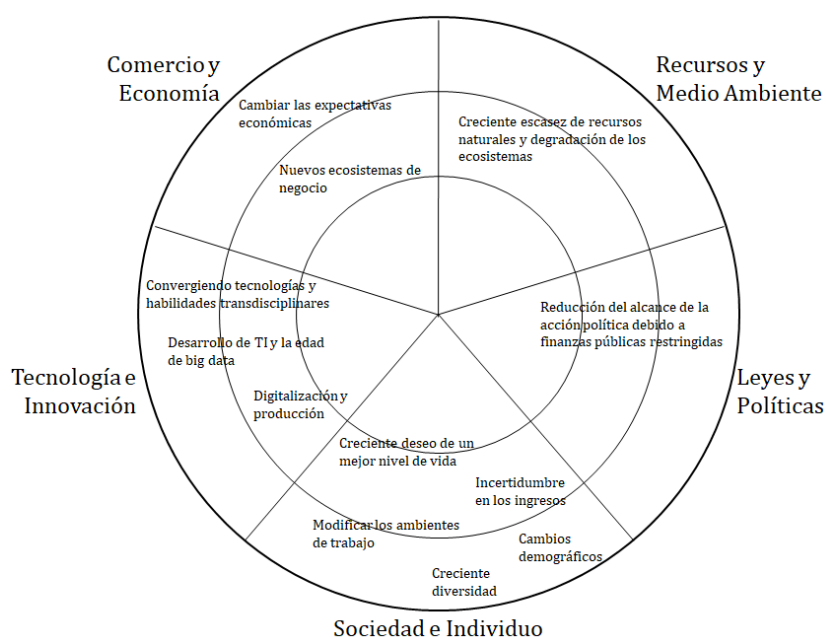 Comercio y
Economía
Cambiar las expectativas
económicas
Nuevos ecosistemas de
negocio
Recursos y
Medio Ambiente
Creciente escasez de recursos
naturales y degradación de los
ecosistemas
Convergiendo tecnologías y
habilidades transdisciplinares
Desarrollo de TI y la edad
de big data
Digitalización y
producción
Tecnología e
Innovación
Reducción del alcance de la
acción política debido a
finanzas públicas restringidas
Leyes y
Políticas
Creciente deseo de un
mejor nivel de vida
Incertidumbre
en los ingresos
Modificar los ambientes
de trabajo
Cambios
demográficos
Creciente
diversidad
Sociedad e Individuo